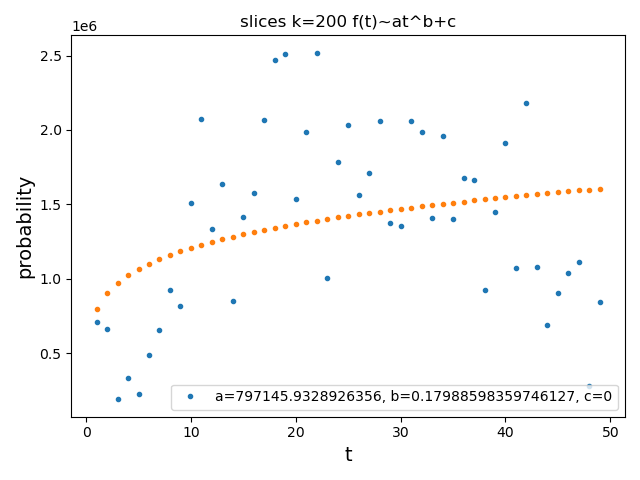 slices k=200 f(t)~at^b+c
1e6
2.5
2.0
1.5
1.0
0.5
probability
a=797145.9328926356, b=0.17988598359746127, c=0
0 10 20 30 40 50
t